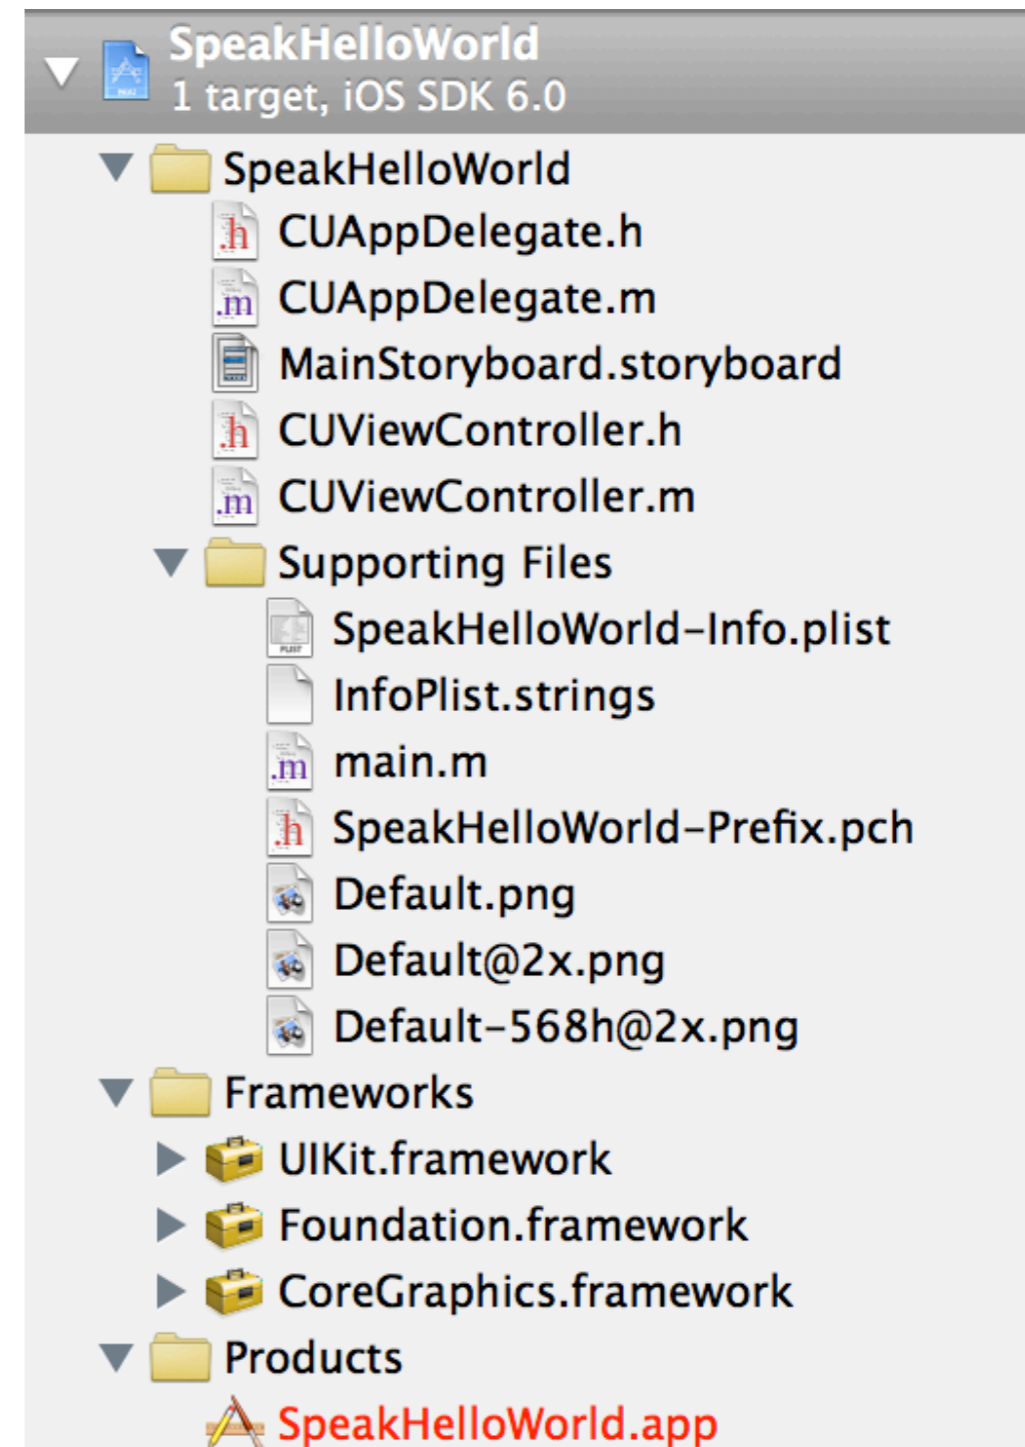 SpeakHelloWorld
1 target, iOS SDK 6.0
SpeakHelloWorld
.h CUAppDelegate.h
.m CUAppDelegate.m
MainStoryboard.storyboard
.h CUViewController.h
.m CUViewController.m
Supporting Files
PLIST SpeakHelloWorld-Info.plist
InfoPlist.strings
.m main.m
.h SpeakHelloWorld-Prefix.pch
Default.png
Default@2x.png
Default-568h@2x.png
Frameworks
UIKit.framework
Foundation.framework
CoreGraphics.framework
Products
SpeakHelloWorld.app